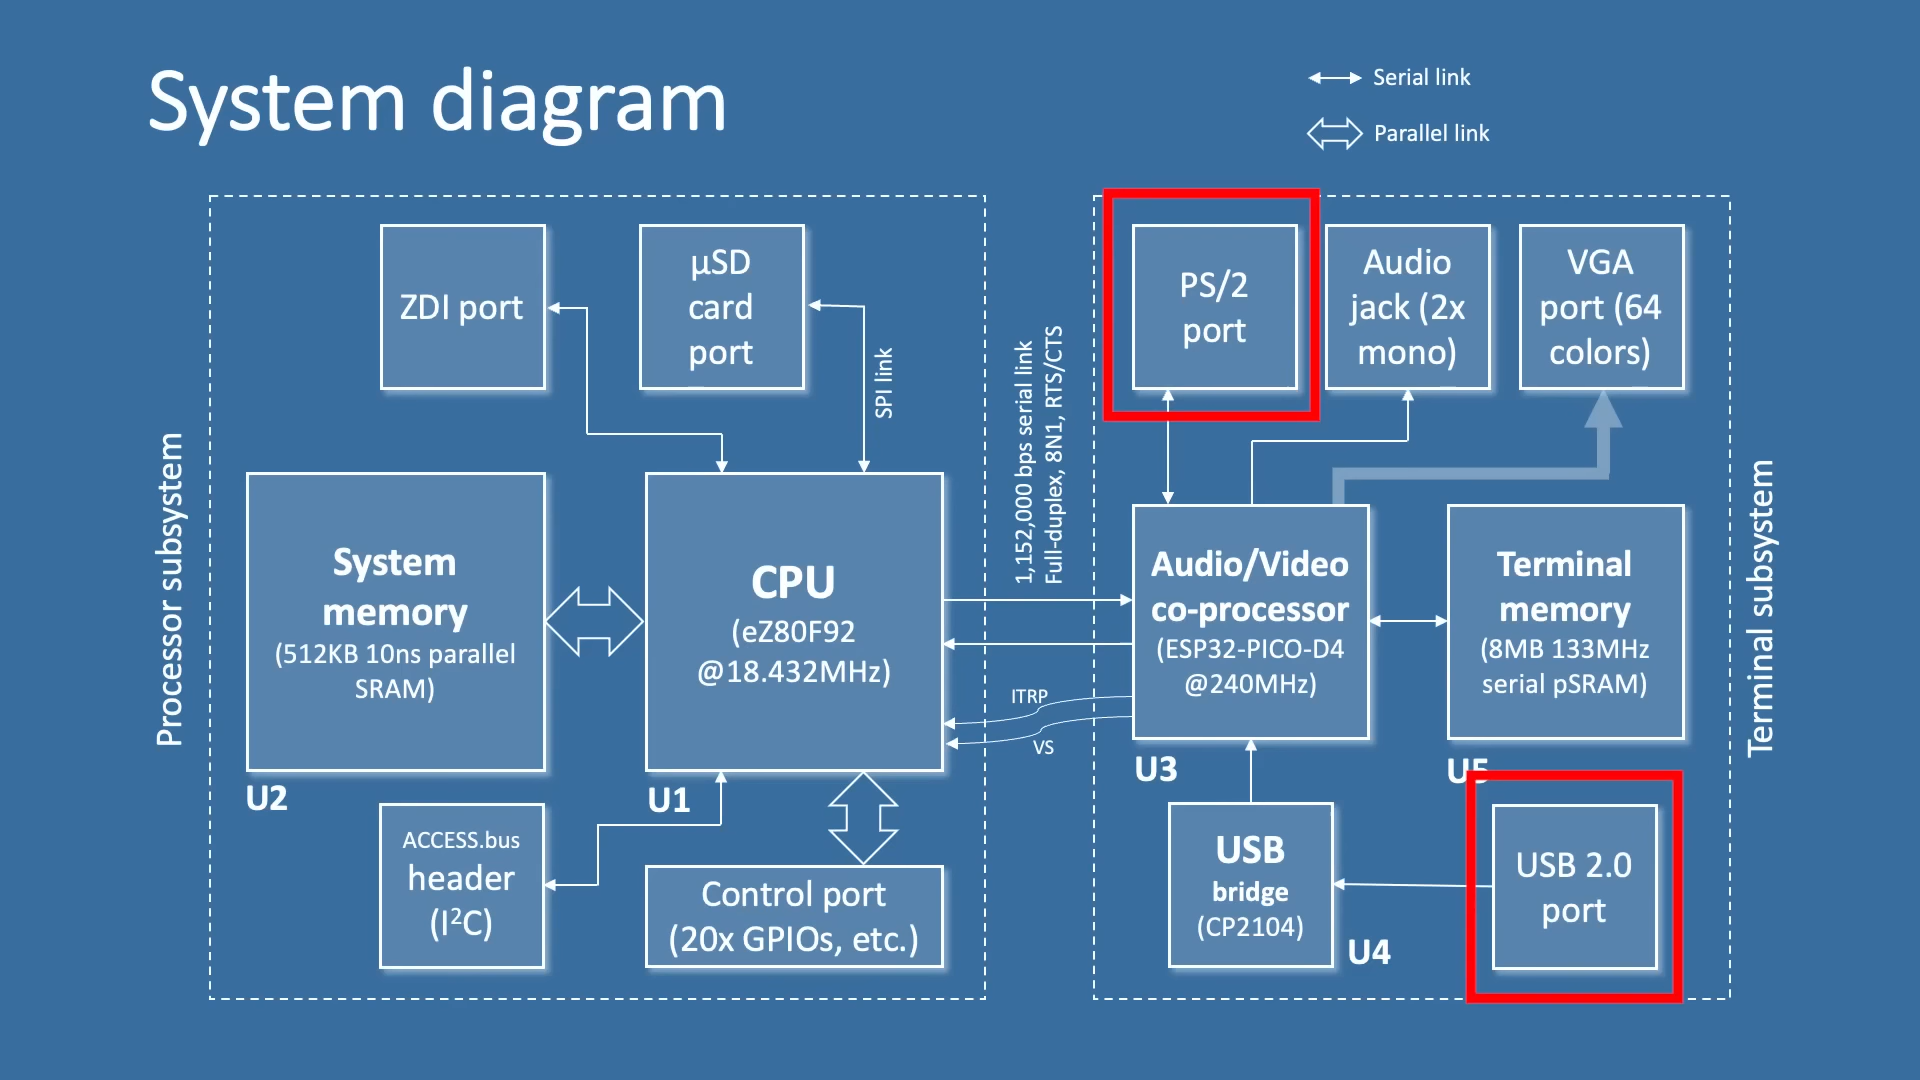 System diagram
Serial link
Parallel link
Processor subsystem
ZDI port
µSD
card
port
SPI link
System
memory
(512KB 10ns parallel
SRAM)
U2
CPU
(eZ80F92
@18.432MHz)
U1
ACCESS.bus
header
(I²C)
Control port
(20x GPIOs, etc.)
1,152,000 bps serial link
Full-duplex, 8N1, RTS/CTS
ITRP
VS
PS/2
port
Audio
jack (2x
mono)
VGA
port (64
colors)
Audio/Video
co-processor
(ESP32-PICO-D4
@240MHz)
U3
Terminal
memory
(8MB 133MHz
serial pSRAM)
U5
USB
bridge
(CP2104)
U4
USB 2.0
port
Terminal subsystem